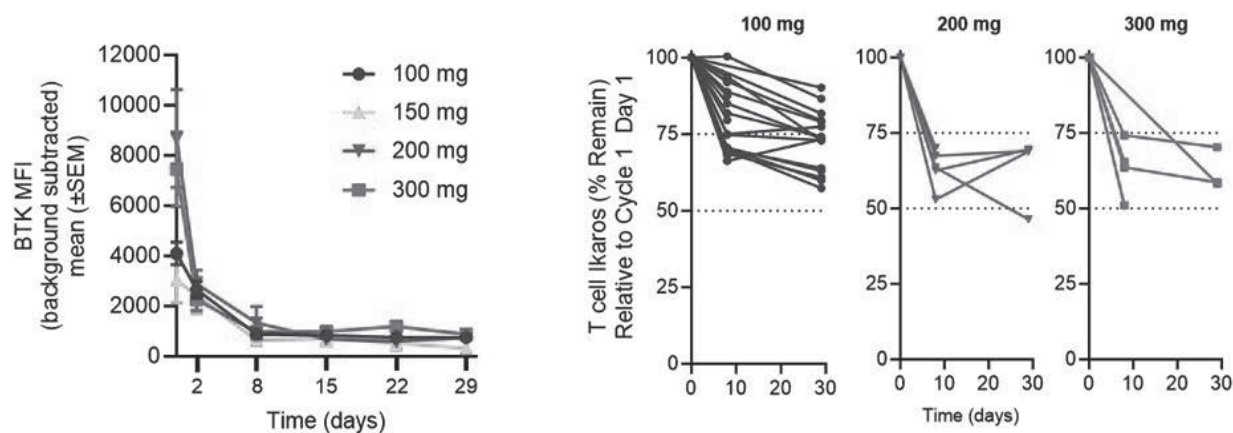 12000
10000
8000
6000
4000
2000
0
BTK MFI
(background subtracted)
mean (±SEM)
100 mg
150 mg
200 mg
300 mg
2 8 15 22 29
Time (days)
T cell Ikaros (% Remain)
Relative to Cycle 1 Day 1
100 mg
100
75
50
25
0
0 10 20 30
200 mg
100
75
50
25
0
0 10 20 30
Time (days)
300 mg
100
75
50
25
0
0 10 20 30